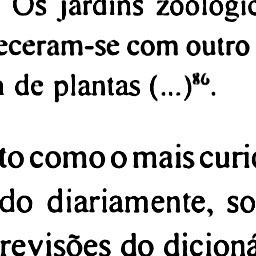 Os jardins zoológic
eceram-se com outro
de plantas (...)⁸⁶.
to como o mais curi
do diariamente, so
revisões do dicioná